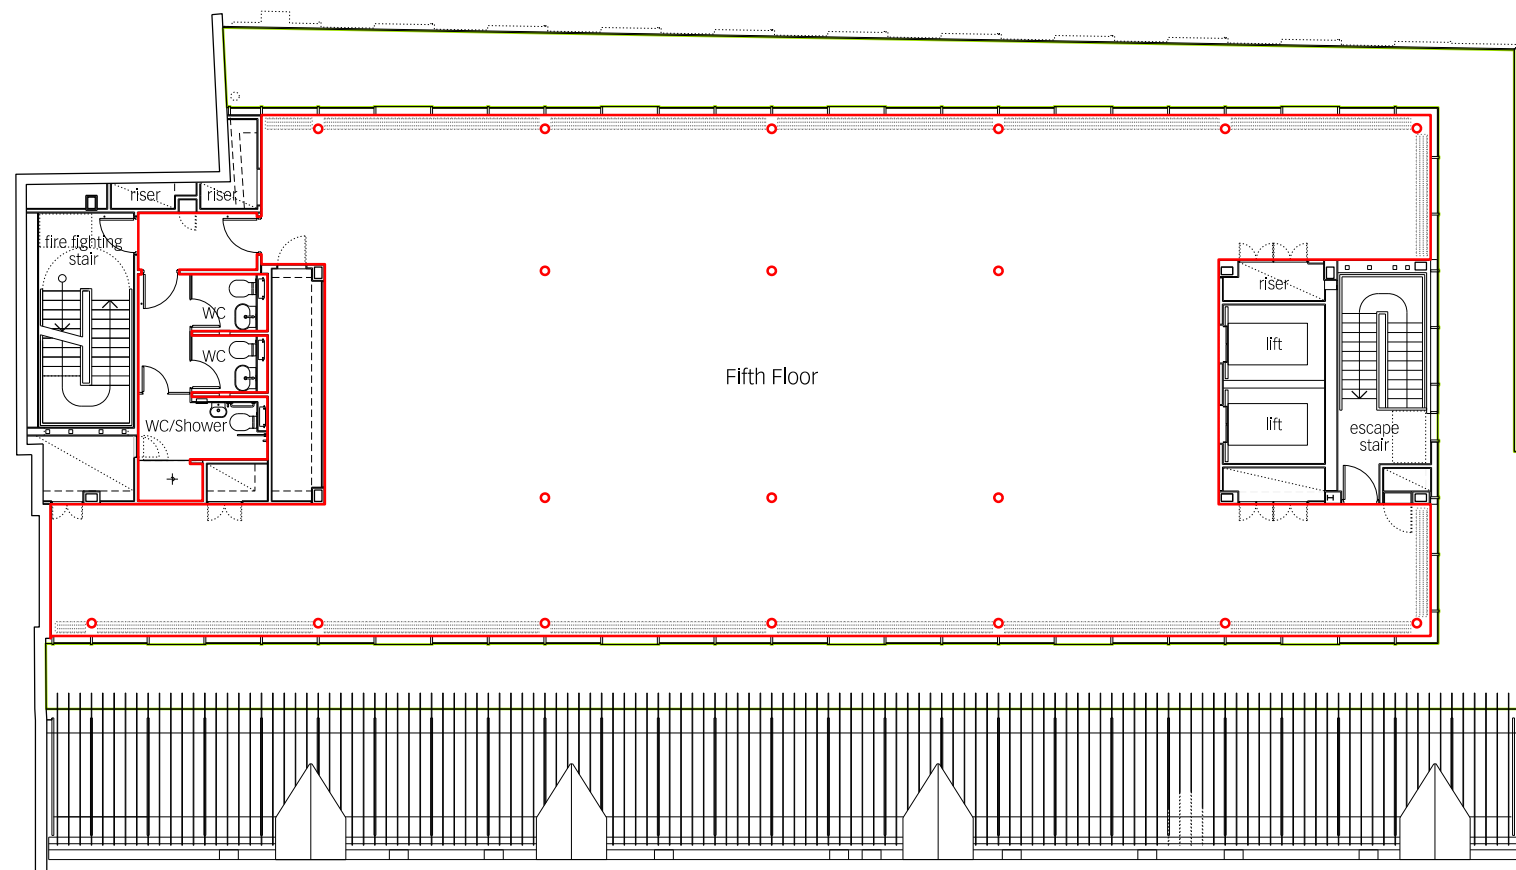 riser
riser
fire fighting
stair
riser
WC
lift
WC
Fifth Floor
WC/Shower
lift
escape
stair